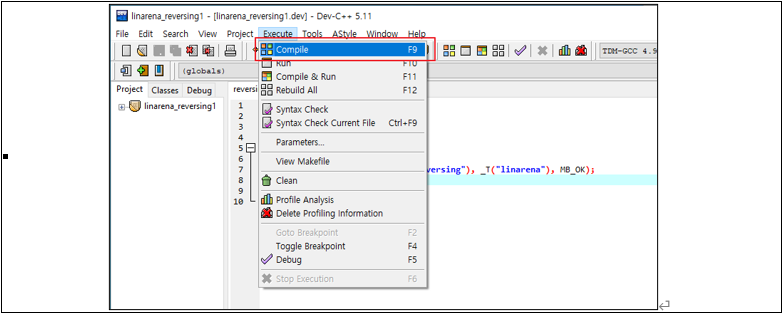 linarena_reversing1 - [linarena_reversing1.dev] - Dev-C++ 5.11
File Edit Search View Project Execute Tools AStyle Window Help
TDM-GCC 4.9
(globals)
Project Classes Debug
linarena_reversing1
reversi
1
2
3
4
5
6
7
8
9
10
Compile F9
Run F10
Compile & Run F11
Rebuild All F12
Syntax Check
Syntax Check Current File Ctrl+F9
Parameters...
View Makefile
Clean
Profile Analysis
Delete Profiling Information
Goto Breakpoint F2
Toggle Breakpoint F4
Debug F5
Stop Execution F6
versing"), _T("linarena"), MB_OK);